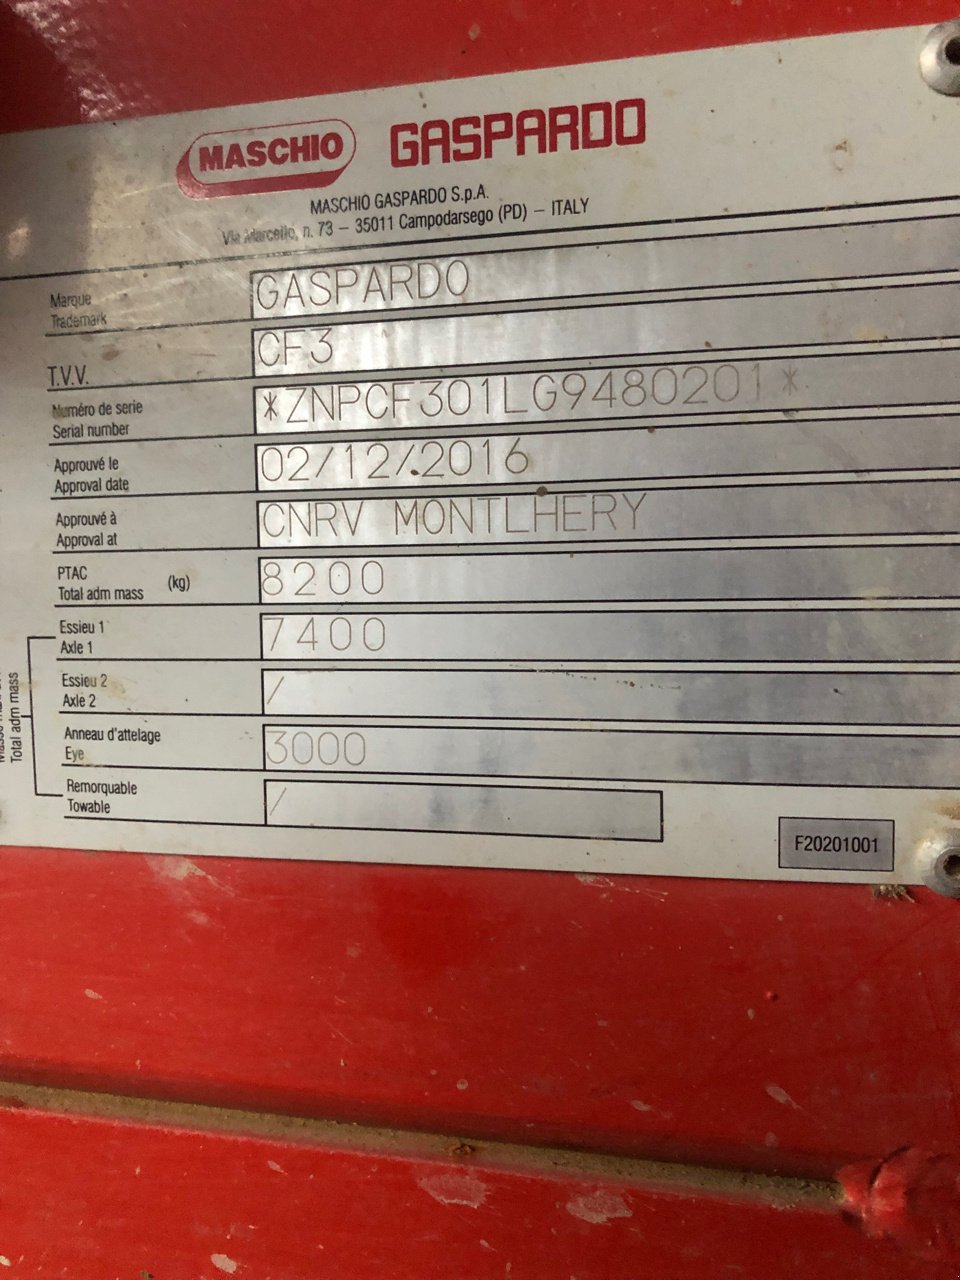 MASCHIO GASPARDO
MASCHIO GASPARDO S.p.A.
Via Marcello, n. 73 – 35011 Campodarsego (PD) – ITALY
Marque
Trademark
GASPARDO
T.V.V.
CF3
Numéro de serie
Serial number
*ZNPCF301LG9480201*
Approuvé le
Approval date
02/12/2016
Approuvé à
Approval at
CNRV MONTLHERY
PTAC
Total adm mass (kg)
8200
Essieu 1
Axle 1
7400
Essieu 2
Axle 2
/
Anneau d'attelage
Eye
3000
Remorquable
Towable
/
Total adm mass
F20201001